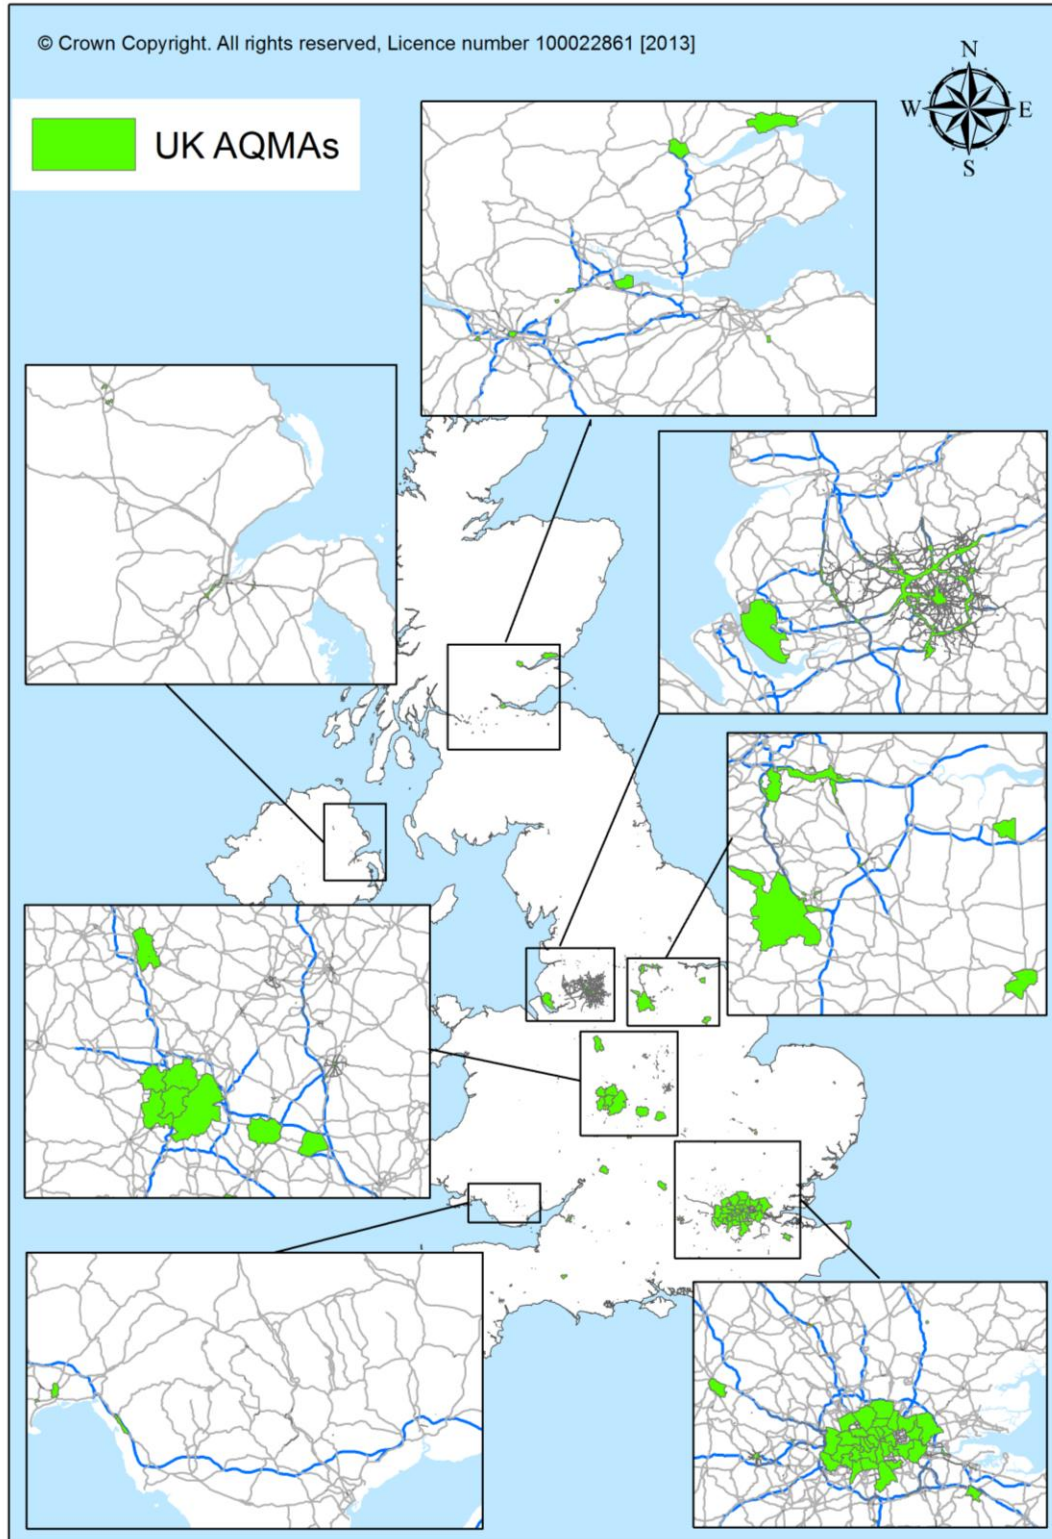 © Crown Copyright. All rights reserved, Licence number 100022861 [2013]
N
W E
S
UK AQMAs